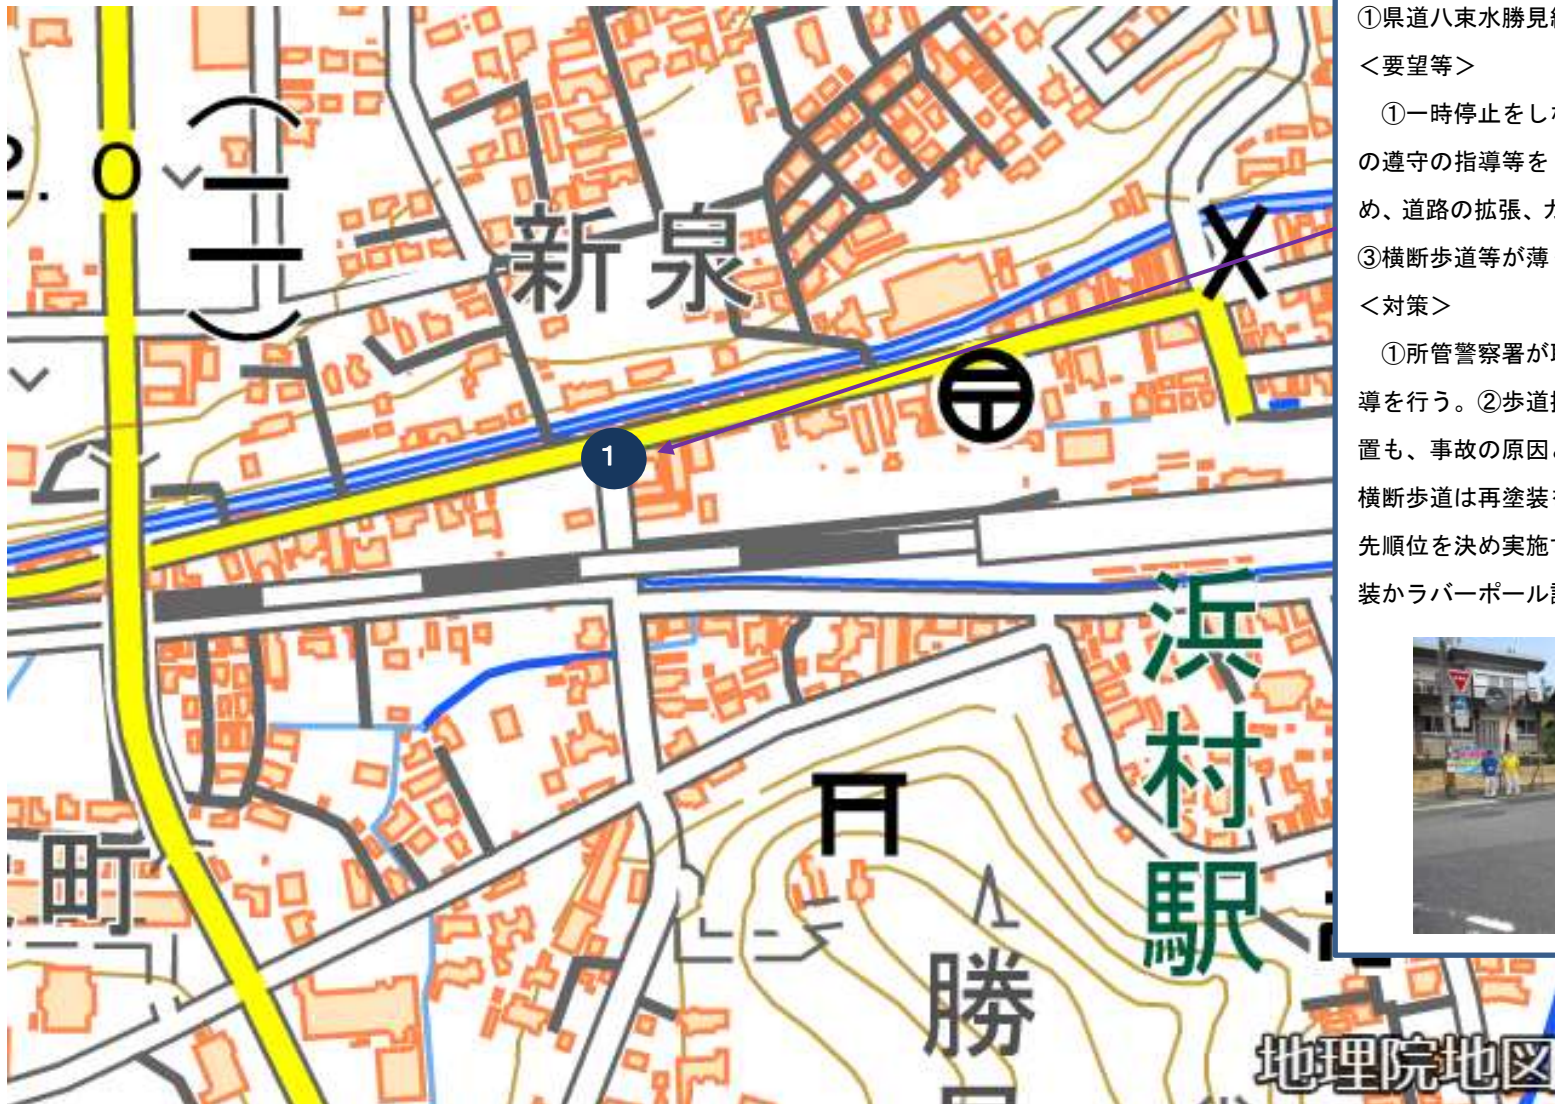 ①県道八束水勝見
＜要望等＞
①一時停止をし
の遵守の指導等を
め、道路の拡張、
③横断歩道等が薄
＜対策＞
①所管警察署が
導を行う。②歩道
置も、事故の原因
横断歩道は再塗装
先順位を決め実施
装かラバーポール
2. 0
(二)
新泉
1
浜村駅
町
勝
地理院地図